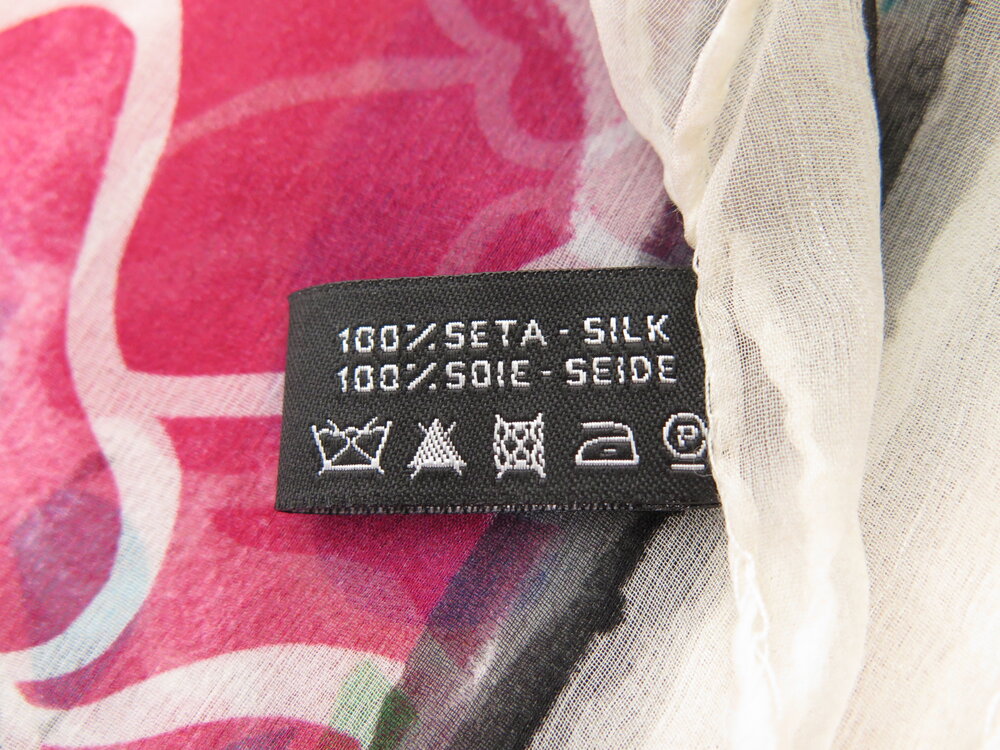 100% SETA - SILK
100% SOIE - SEIDE
P